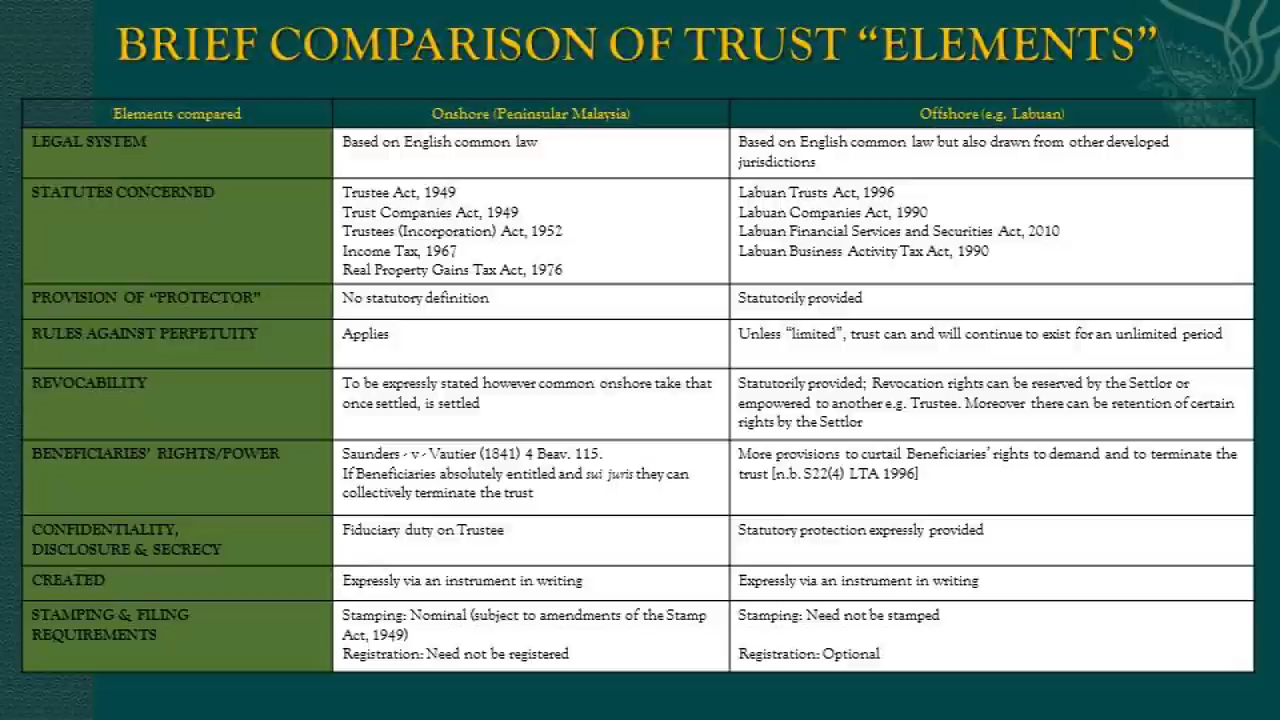 BRIEF COMPARISON OF TRUST “ELEMENTS”
Elements compared
Onshore (Peninsular Malaysia)
Offshore (e.g. Labuan)
LEGAL SYSTEM
Based on English common law
Based on English common law but also drawn from other developed
jurisdictions
STATUTES CONCERNED
Trustee Act, 1949
Trust Companies Act, 1949
Trustees (Incorporation) Act, 1952
Income Tax, 1967
Real Property Gains Tax Act, 1976
Labuan Trusts Act, 1996
Labuan Companies Act, 1990
Labuan Financial Services and Securities Act, 2010
Labuan Business Activity Tax Act, 1990
PROVISION OF “PROTECTOR”
No statutory definition
Statutorily provided
RULES AGAINST PERPETUITY
Applies
Unless “limited”, trust can and will continue to exist for an unlimited period
REVOCABILITY
To be expressly stated however common onshore take that
once settled, is settled
Statutorily provided; Revocation rights can be reserved by the Settlor or
empowered to another e.g. Trustee. Moreover there can be retention of certain
rights by the Settlor
BENEFICIARIES’ RIGHTS/POWER
Saunders - v - Vautier (1841) 4 Beav. 115.
If Beneficiaries absolutely entitled and sui juris they can
collectively terminate the trust
More provisions to curtail Beneficiaries’ rights to demand and to terminate the
trust [n.b. S22(4) LTA 1996]
CONFIDENTIALITY,
DISCLOSURE & SECRECY
Fiduciary duty on Trustee
Statutory protection expressly provided
CREATED
Expressly via an instrument in writing
Expressly via an instrument in writing
STAMPING & FILING
REQUIREMENTS
Stamping: Nominal (subject to amendments of the Stamp
Act, 1949)
Registration: Need not be registered
Stamping: Need not be stamped
Registration: Optional